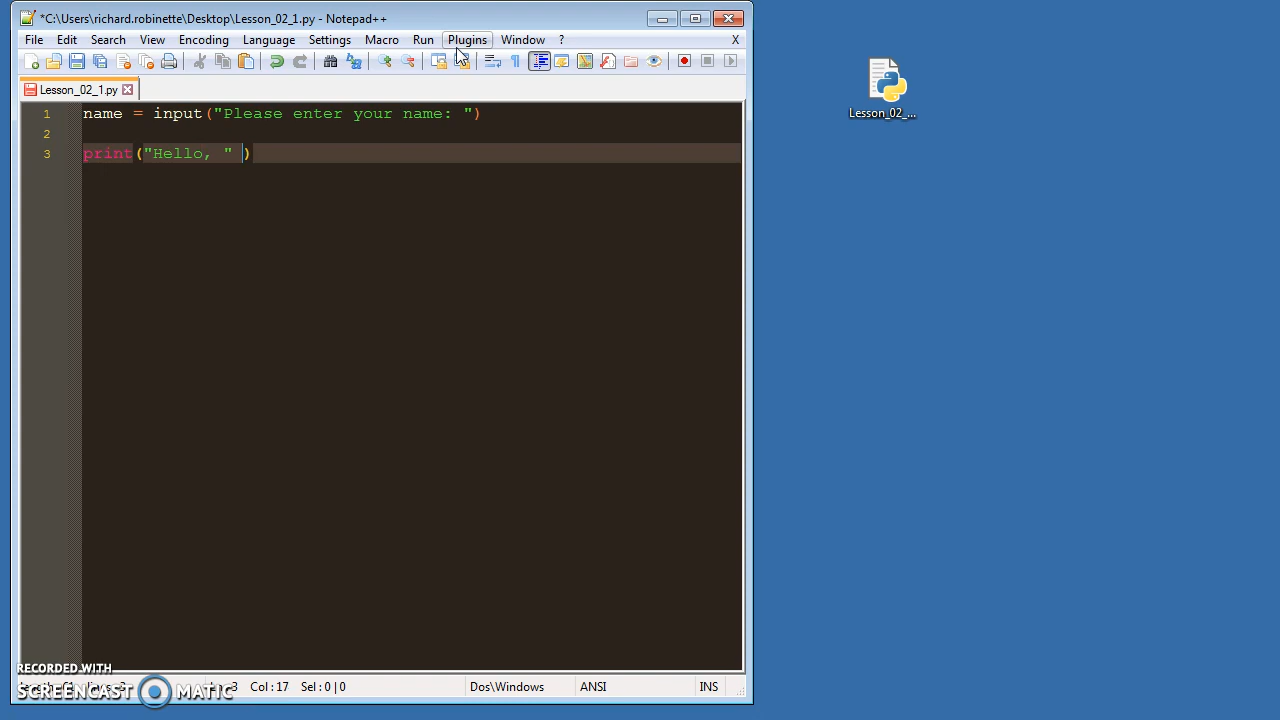 *C:\Users\richard.robinette\Desktop\Lesson_02_1.py - Notepad++
File Edit Search View Encoding Language Settings Macro Run Plugins Window ? X
Lesson_02_1.py
1 name = input("Please enter your name: ")
2
3 print("Hello, " )
Lesson_02_...
RECORDED WITH
SCREENCAST MATIC
Col : 17 Sel : 0 | 0 Dos\Windows ANSI INS